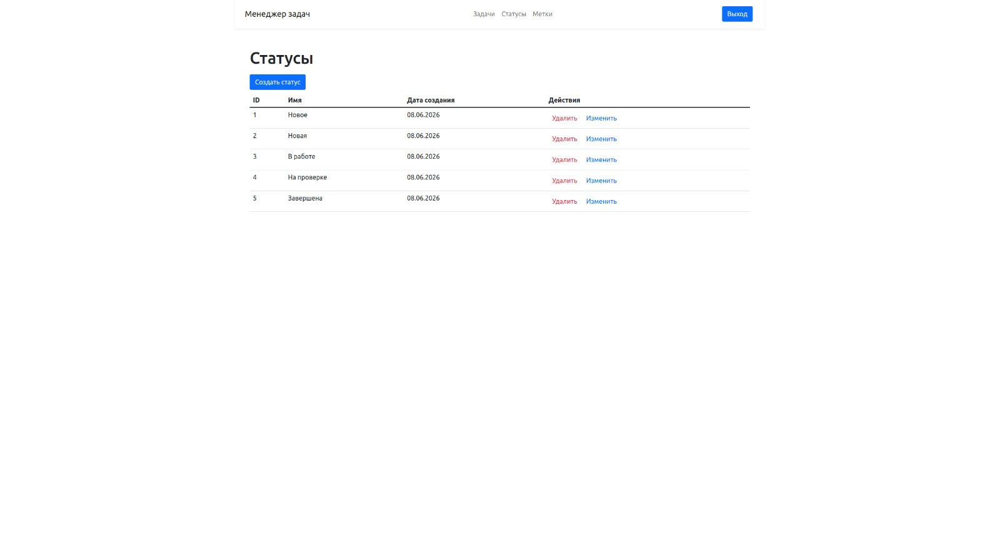 Менеджер задач Задачи Статусы Метки Выход
Статусы
Создать статус
ID Имя Дата создания Действия
1 Новое 08.06.2026 Удалить Изменить
2 Новая 08.06.2026 Удалить Изменить
3 В работе 08.06.2026 Удалить Изменить
4 На проверке 08.06.2026 Удалить Изменить
5 Завершена 08.06.2026 Удалить Изменить